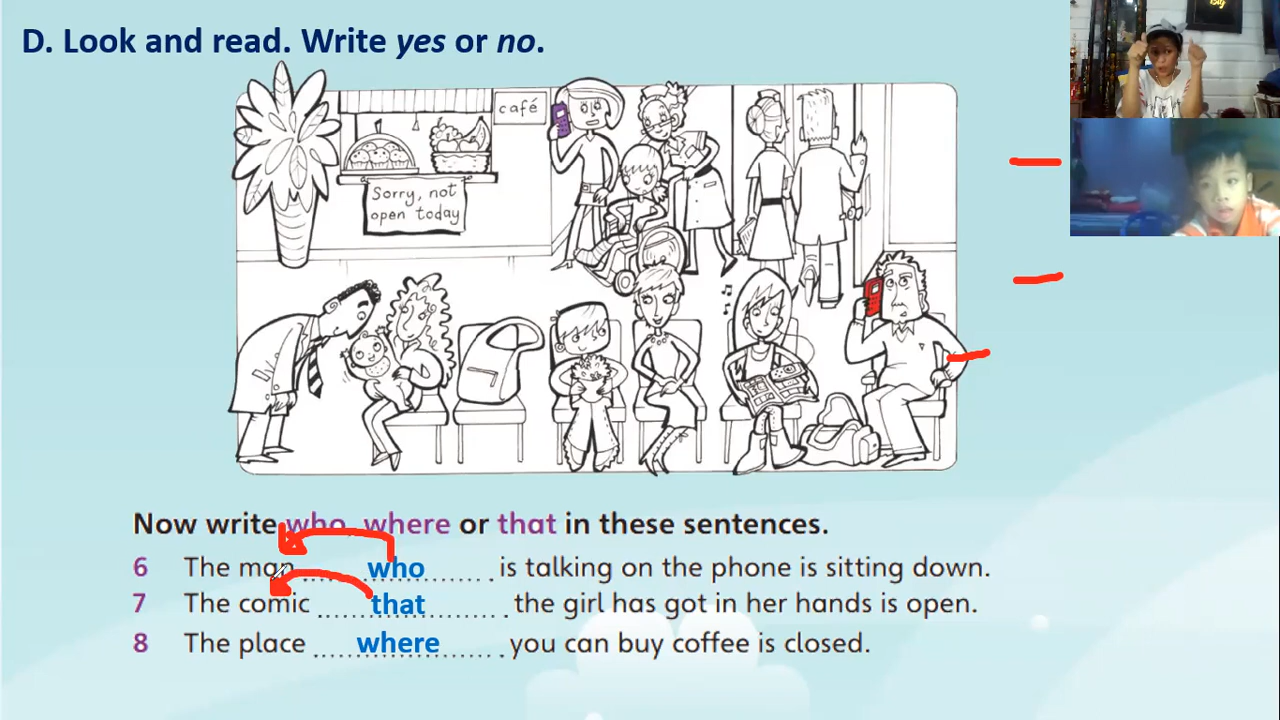 D. Look and read. Write yes or no.
Big
café
Sorry, not
open today
Now write who, where or that in these sentences.
6 The man who is talking on the phone is sitting down.
7 The comic that the girl has got in her hands is open.
8 The place where you can buy coffee is closed.